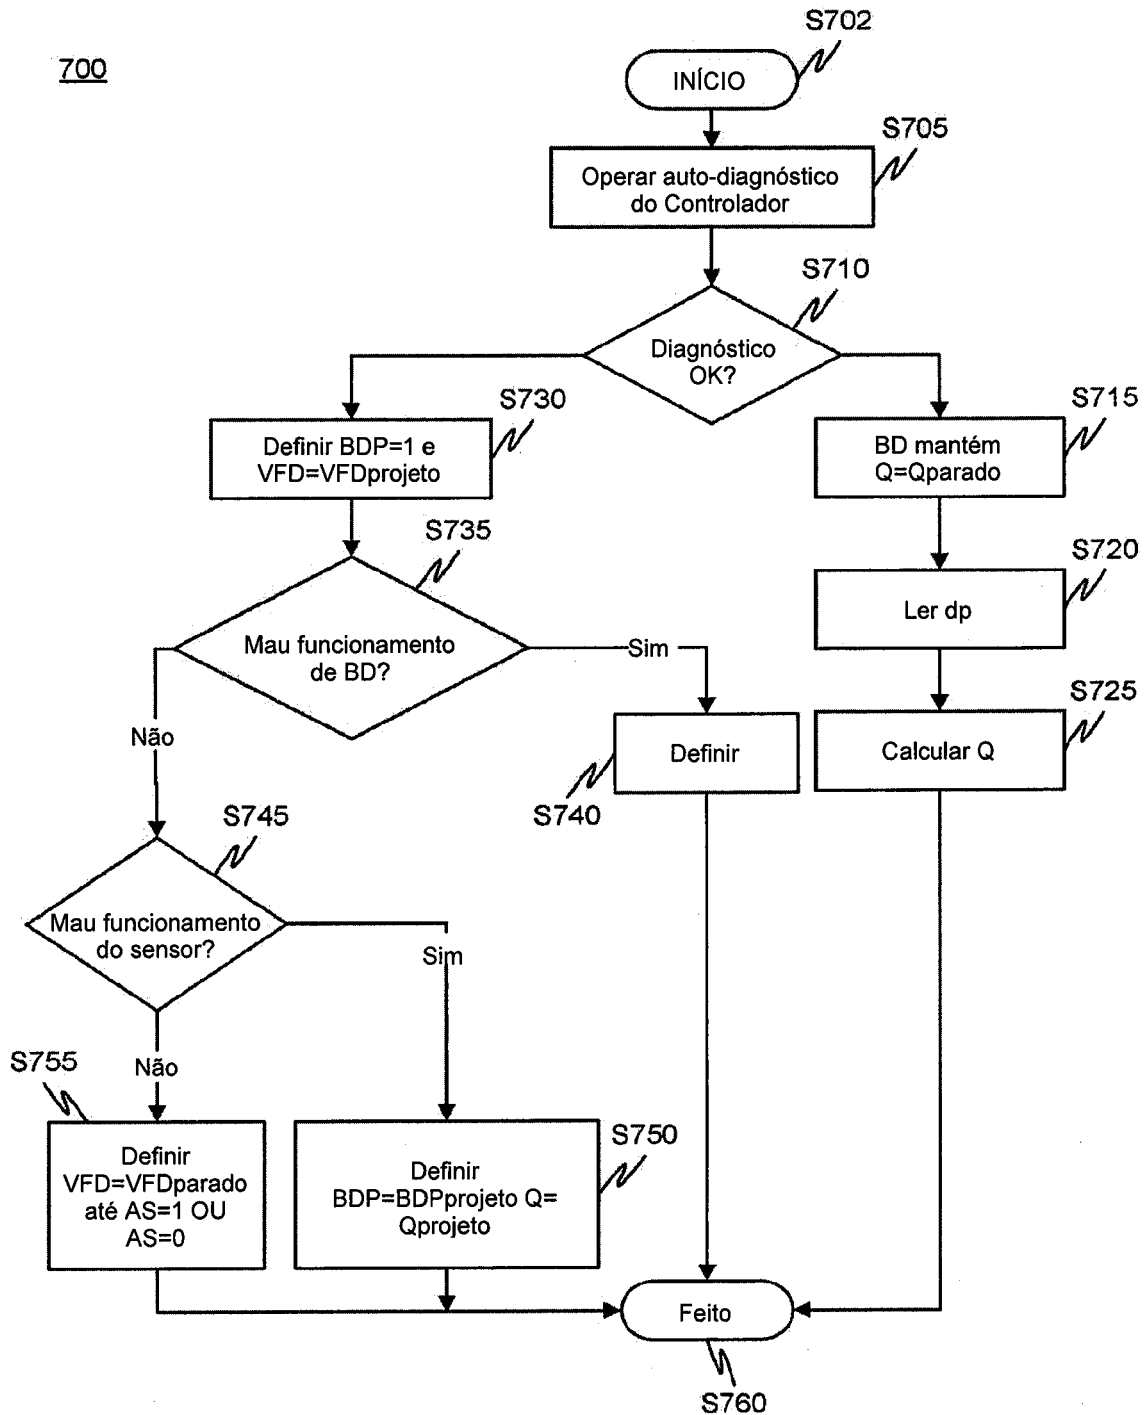 700
S702
INÍCIO
S705
Operar auto-diagnóstico
do Controlador
S710
Diagnóstico
OK?
S730
Definir BDP=1 e
VFD=VFDprojeto
S715
BD mantém
Q=Qparado
S735
Mau funcionamento
de BD?
Sim
Não
S720
Ler dp
S725
Calcular Q
Definir
S740
S745
Mau funcionamento
do sensor?
Sim
Não
S755
Definir
VFD=VFDparado
até AS=1 OU
AS=0
S750
Definir
BDP=BDPprojeto Q=
Qprojeto
Feito
S760